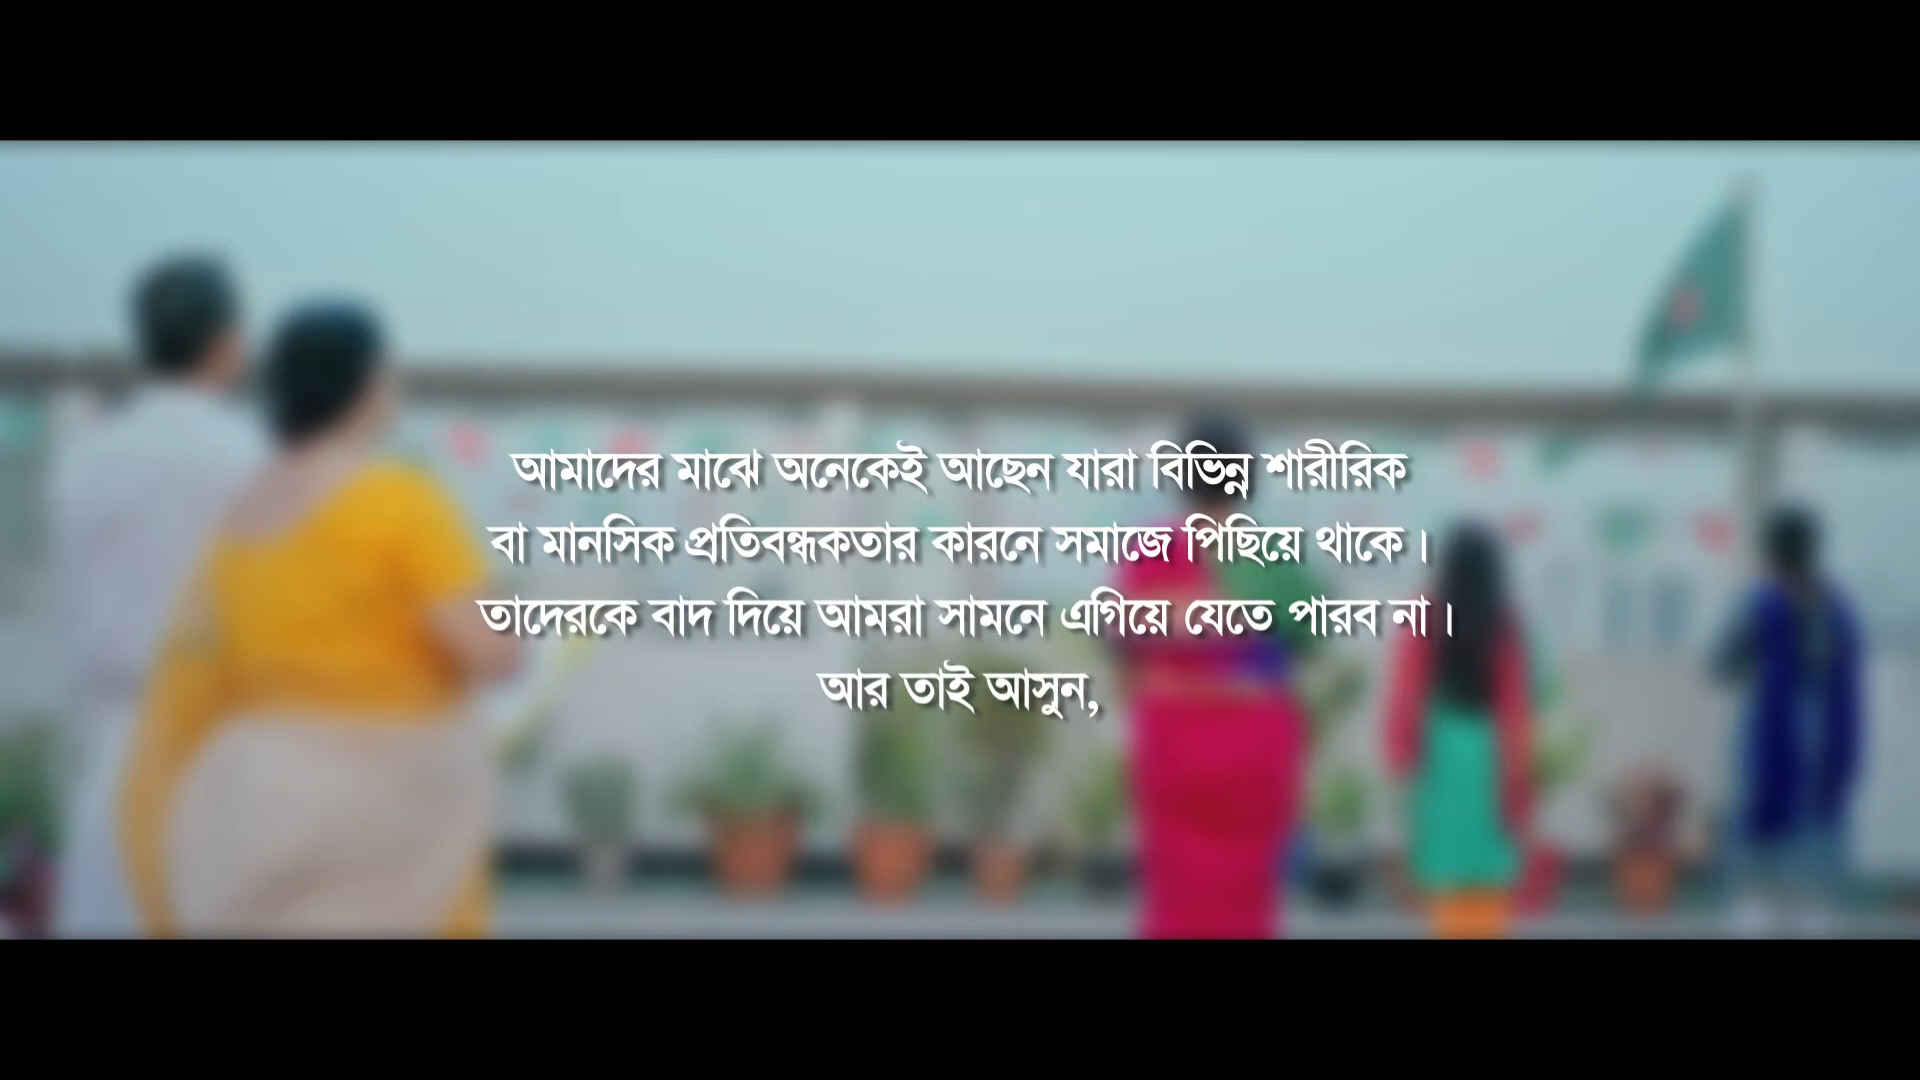 আমাদের মাঝে অনেকেই আছেন যারা বিভিন্ন শারীরিক
বা মানসিক প্রতিবন্ধকতার কারনে সমাজে পিছিয়ে থাকে।
তাদেরকে বাদ দিয়ে আমরা সামনে এগিয়ে যেতে পারব না।
আর তাই আসুন,